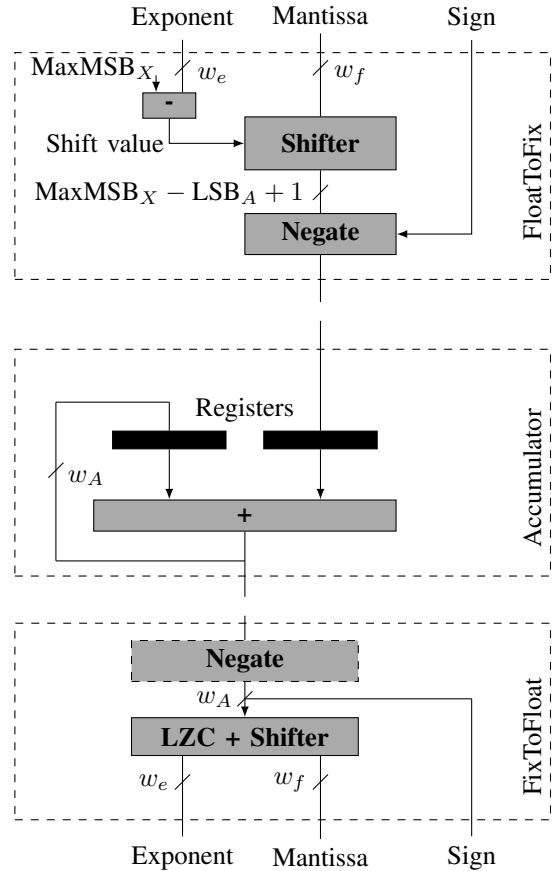 Exponent Mantissa Sign
MaxMSB_X w_e w_f
-
Shift value Shifter
MaxMSB_X − LSB_A + 1
Negate
FloatToFix
Registers
w_A
+
Accumulator
Negate
w_A
LZC + Shifter
w_e w_f
FixToFloat
Exponent Mantissa Sign